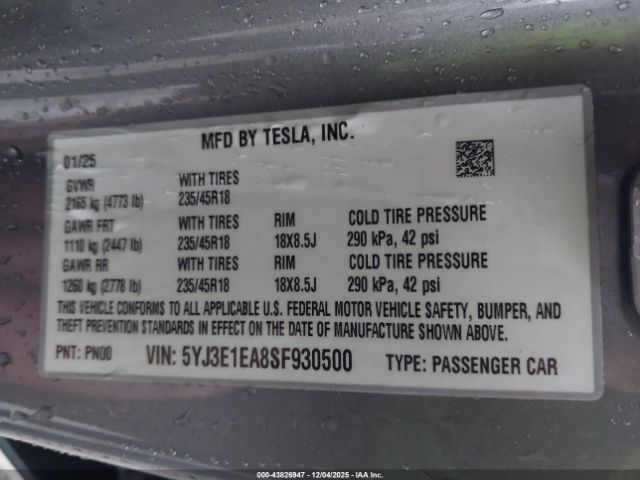 MFD BY TESLA, INC.
01/25
GVWR WITH TIRES
2165 kg (4773 lb) 235/45R18
GAWR FRT WITH TIRES RIM COLD TIRE PRESSURE
1110 kg (2447 lb) 235/45R18 18X8.5J 290 kPa, 42 psi
GAWR RR WITH TIRES RIM COLD TIRE PRESSURE
1260 kg (2778 lb) 235/45R18 18X8.5J 290 kPa, 42 psi
THIS VEHICLE CONFORMS TO ALL APPLICABLE U.S. FEDERAL MOTOR VEHICLE SAFETY, BUMPER, AND
THEFT PREVENTION STANDARDS IN EFFECT ON THE DATE OF MANUFACTURE SHOWN ABOVE.
PNT: PN00 VIN: 5YJ3E1EA8SF930500 TYPE: PASSENGER CAR
000-43826947 - 12/04/2025 - IAA Inc.